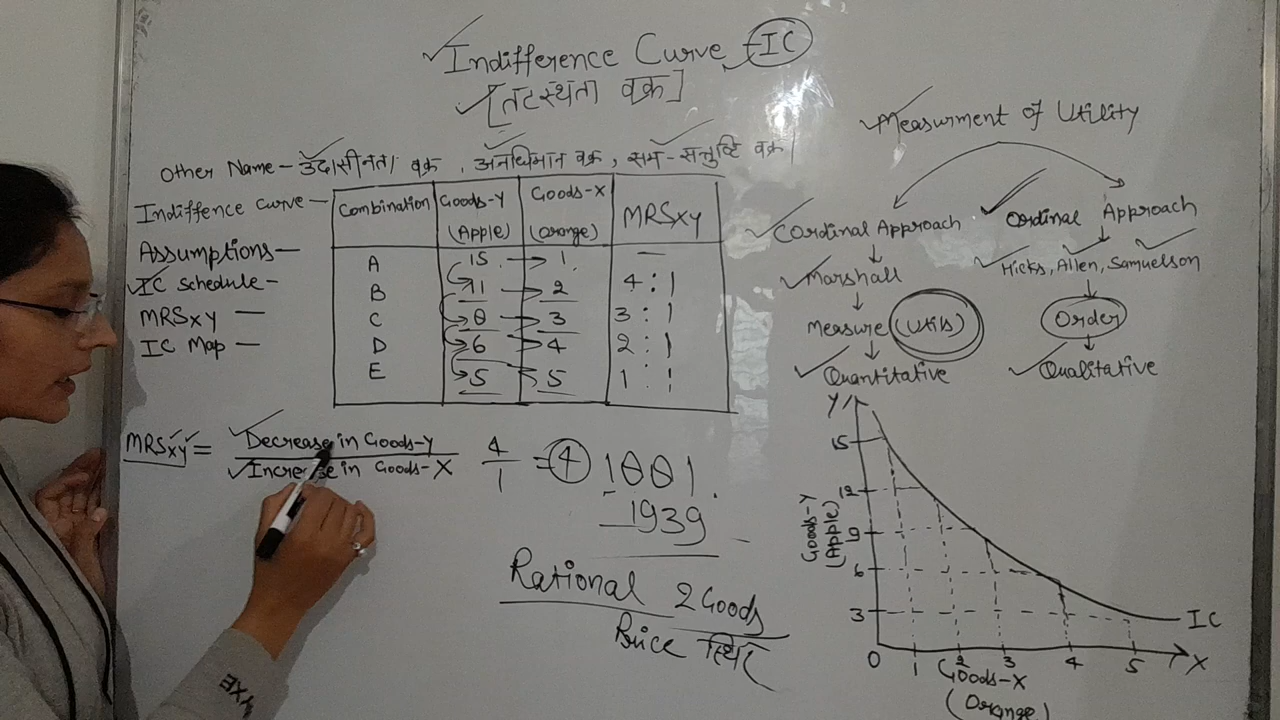 Indifference Curve - IC
[तटस्थता वक्र]
Other Name - उदासीनता वक्र, अनधिमान वक्र, सम-सन्तुष्टि वक्र
Indiffence curve -
Assumptions -
IC Schedule -
MRSxy -
IC Map -
Combination Goods-Y (Apple) Goods-X (Orange) MRSxy
A 15 1 -
B 11 2 4:1
C 8 3 3:1
D 6 4 2:1
E 5 5 1:1
MRSxy = Decrease in Goods-Y
Increase in Goods-X
4
1
= 4
1881
1939
Rational 2 Goods
Price स्थिर
Measurment of Utility
Cardinal Approach
Marshall
Measure (Utils)
Quantitative
Ordinal Approach
Hicks, Allen, Samuelson
Order
Qualitative
Y
15
12
10
6
3
Goods-Y
(Apple)
IC
0 1 2 3 4 5 X
Goods-X
(Orange)